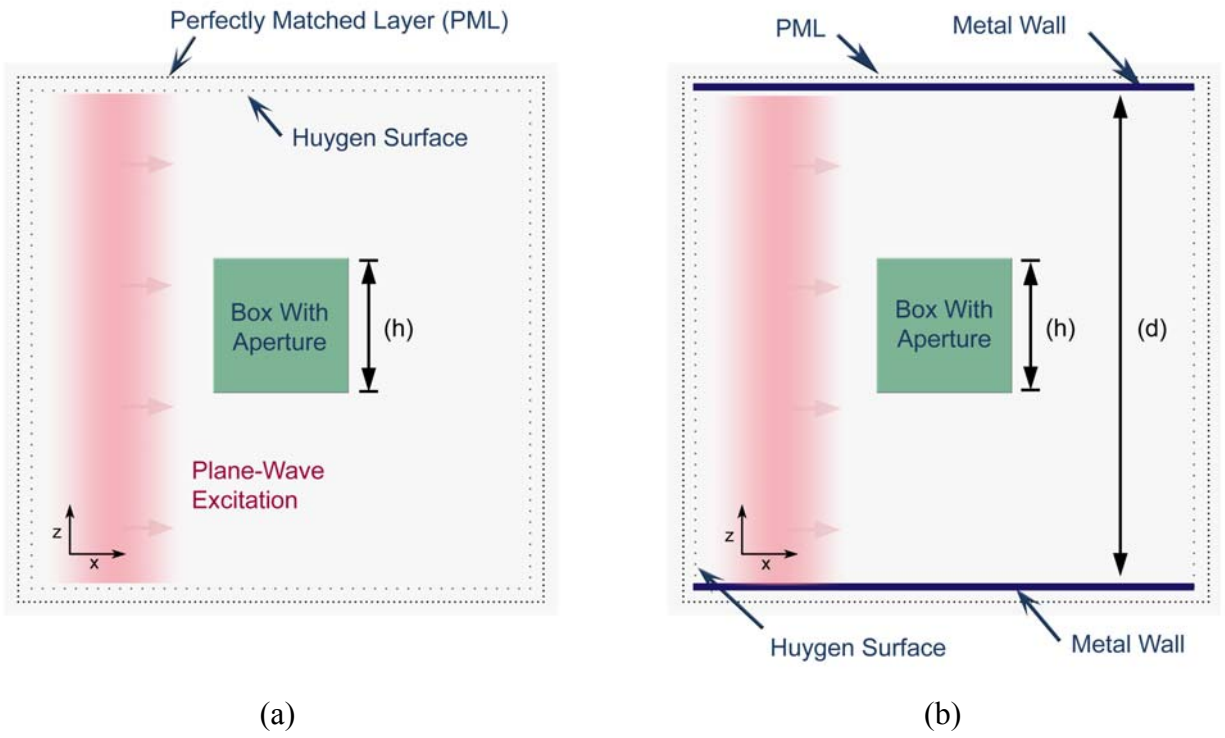 Perfectly Matched Layer (PML)
Huygen Surface
Box With
Aperture
(h)
Plane-Wave
Excitation
z
x
(a)
PML
Metal Wall
Box With
Aperture
(h)
(d)
z
x
Huygen Surface
Metal Wall
(b)